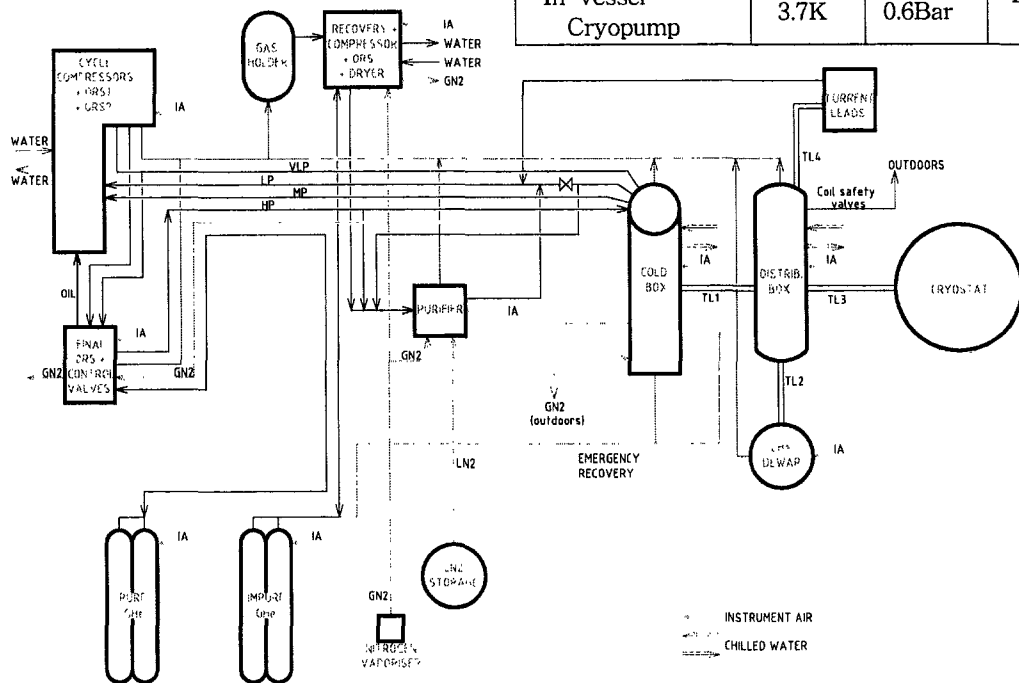 In-vessel
Cryopump
3.7K
0.6Bar
CYCLE
COMPRESSORS
+ ORS1
+ ORS2
IA
WATER
WATER
GAS
HOLDER
RECOVERY +
COMPRESSOR
+ ORS
+ DRYER
IA
WATER
WATER
GN2
CURRENT
LEADS
TL4
OUTDOORS
Coil safety
valves
VLP
LP
MP
HP
COLD
BOX
IA
TL1
DISTRIB.
BOX
IA
TL3
CRYOSTAT
OIL
FINAL
ORS +
CONTROL
VALVES
IA
GN2
GN2
PURIFIER
IA
GN2
GN2
(outdoors)
TL2
DEWAR
IA
EMERGENCY
RECOVERY
LN2
PURE
GHe
IA
IMPURE
GHe
IA
LN2
STORAGE
GN2
NITROGEN
VAPORISER
INSTRUMENT AIR
CHILLED WATER